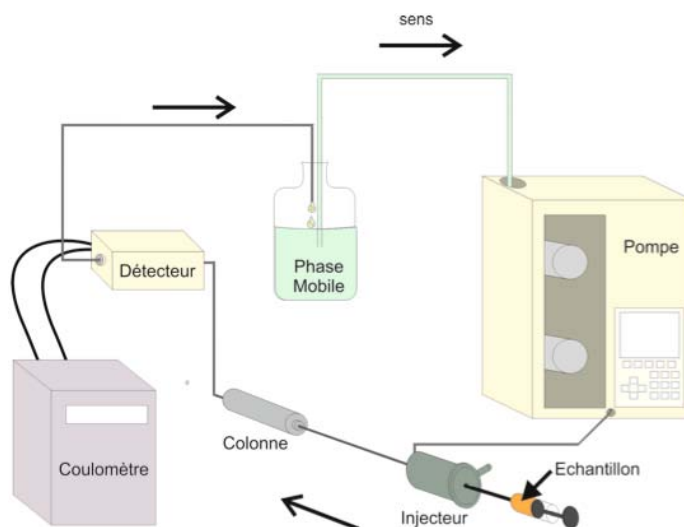 sens
Pompe
Phase
Mobile
Détecteur
Colonne
Coulomètre
Echantillon
Injecteur